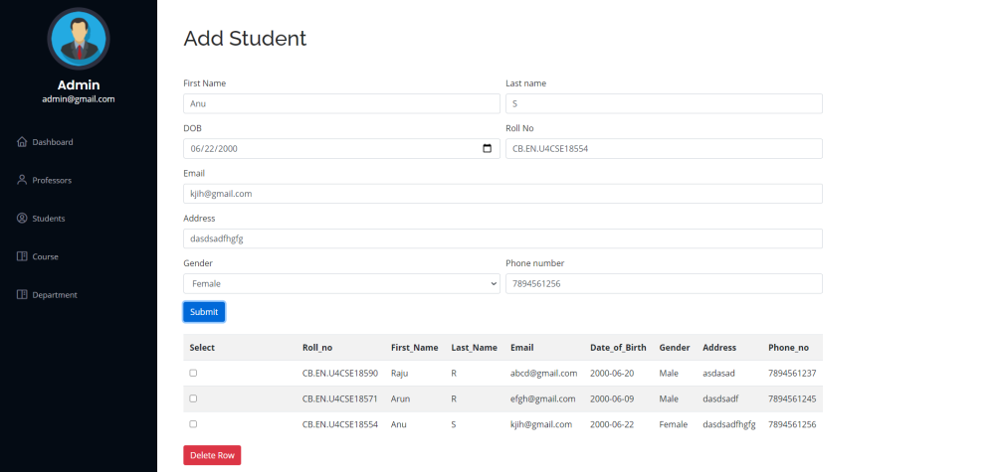 Admin
admin@gmail.com
Dashboard
Professors
Students
Course
Department
Add Student
First Name Last name
Anu S
DOB Roll No
06/22/2000 CB.EN.U4CSE18554
Email
kjih@gmail.com
Address
dasdsadfhgfg
Gender Phone number
Female 7894561256
Submit
Select Roll_no First_Name Last_Name Email Date_of_Birth Gender Address Phone_no
CB.EN.U4CSE18590 Raju R abcd@gmail.com 2000-06-20 Male asdasad 7894561237
CB.EN.U4CSE18571 Arun R efgh@gmail.com 2000-06-09 Male dasdsadf 7894561245
CB.EN.U4CSE18554 Anu S kjih@gmail.com 2000-06-22 Female dasdsadfhgfg 7894561256
Delete Row